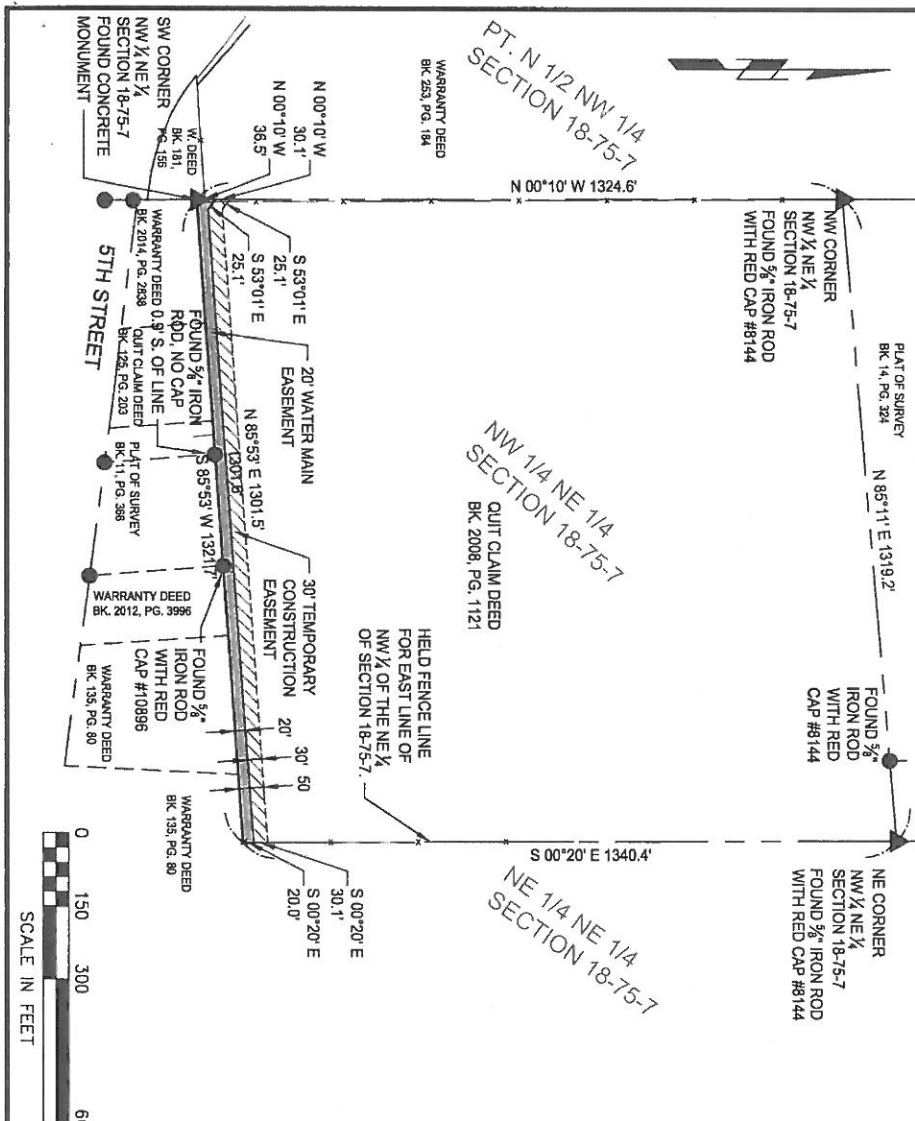 PT. N 1/2 NW 1/4
SECTION 18-75-7
WARRANTY DEED
BK. 253, PG. 184
N 00°10' W 1324.6'
NW CORNER
NW ¼ NE ¼
SECTION 18-75-7
FOUND ⅝" IRON ROD
WITH RED CAP #8144
PLAT OF SURVEY
BK. 14, PG. 324
N 85°11' E 1319.2'
FOUND ⅝"
IRON ROD
WITH RED
CAP #8144
NE CORNER
NW ¼ NE ¼
SECTION 18-75-7
FOUND ⅝" IRON ROD
WITH RED CAP #8144
NW 1/4 NE 1/4
SECTION 18-75-7
QUIT CLAIM DEED
BK. 2008, PG. 1121
HELD FENCE LINE
FOR EAST LINE OF
NW ¼ OF THE NE ¼
OF SECTION 18-75-7.
S 00°20' E 1340.4'
NE 1/4 NE 1/4
SECTION 18-75-7
SW CORNER
NW ¼ NE ¼
SECTION 18-75-7
FOUND CONCRETE
MONUMENT
W. DEED
BK. 181,
PG. 156
N 00°10' W
30.1'
N 00°10' W
36.5'
S 53°01' E
25.1'
S 53°01' E
25.1'
20' WATER MAIN
EASEMENT
N 85°53' E 1301.5'
1301.6'
S 85°53' W 1321.7'
30' TEMPORARY
CONSTRUCTION
EASEMENT
20'
30'
50
S 00°20' E
30.1'
S 00°20' E
20.0'
FOUND ⅝" IRON
ROD, NO CAP
0.9' S. OF LINE
WARRANTY DEED
BK. 2014, PG. 2838
QUIT CLAIM DEED
BK. 125, PG. 203
5TH STREET
PLAT OF SURVEY
BK. 11, PG. 366
WARRANTY DEED
BK. 2012, PG. 3996
FOUND ⅝"
IRON ROD
WITH RED
CAP #10896
WARRANTY DEED
BK. 135, PG. 80
WARRANTY DEED
BK. 135, PG. 80
0
150
300
SCALE IN FEET